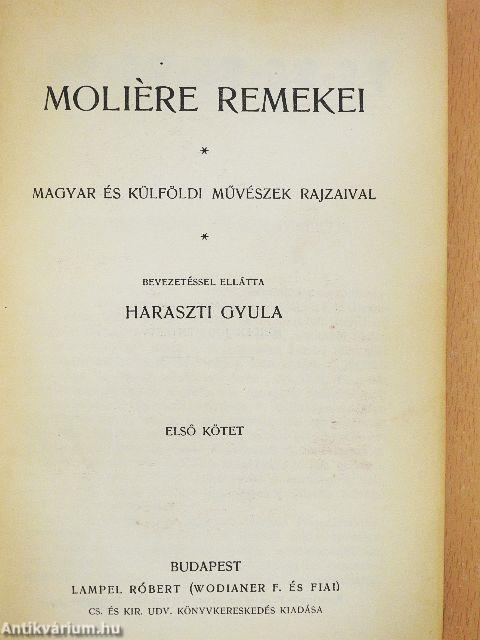 MOLIÈRE REMEKEI
*
MAGYAR ÉS KÜLFÖLDI MŰVÉSZEK RAJZAIVAL
*
BEVEZETÉSSEL ELLÁTTA
HARASZTI GYULA
ELSŐ KÖTET
BUDAPEST
LAMPEL RÓBERT (WODIANER F. ÉS FIAI)
CS. ÉS KIR. UDV. KÖNYVKERESKEDÉS KIADÁSA
Antikvárium.hu